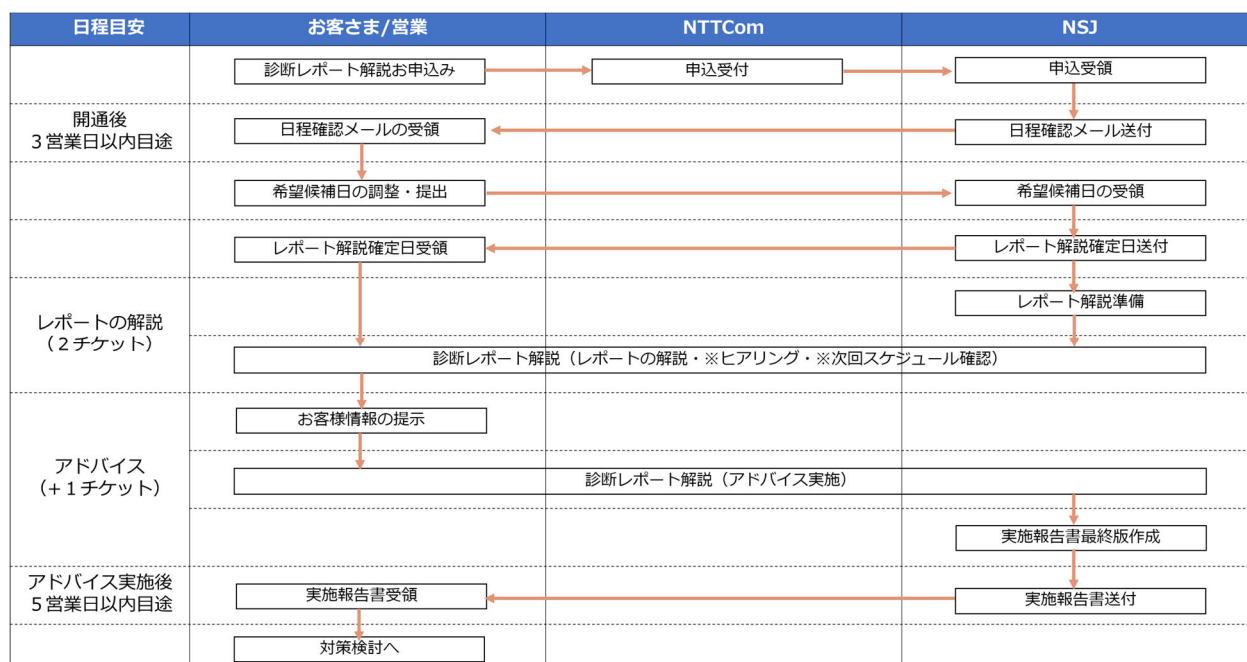 日程目安
お客さま/営業
NTTCom
NSJ
診断レポート解説お申込み
申込受付
申込受領
開通後
３営業日以内目途
日程確認メールの受領
日程確認メール送付
希望候補日の調整・提出
希望候補日の受領
レポート解説確定日受領
レポート解説確定日送付
レポートの解説
（２チケット）
レポート解説準備
診断レポート解説（レポートの解説・※ヒアリング・※次回スケジュール確認）
アドバイス
（+１チケット）
お客様情報の提示
診断レポート解説（アドバイス実施）
実施報告書最終版作成
アドバイス実施後
５営業日以内目途
実施報告書受領
実施報告書送付
対策検討へ